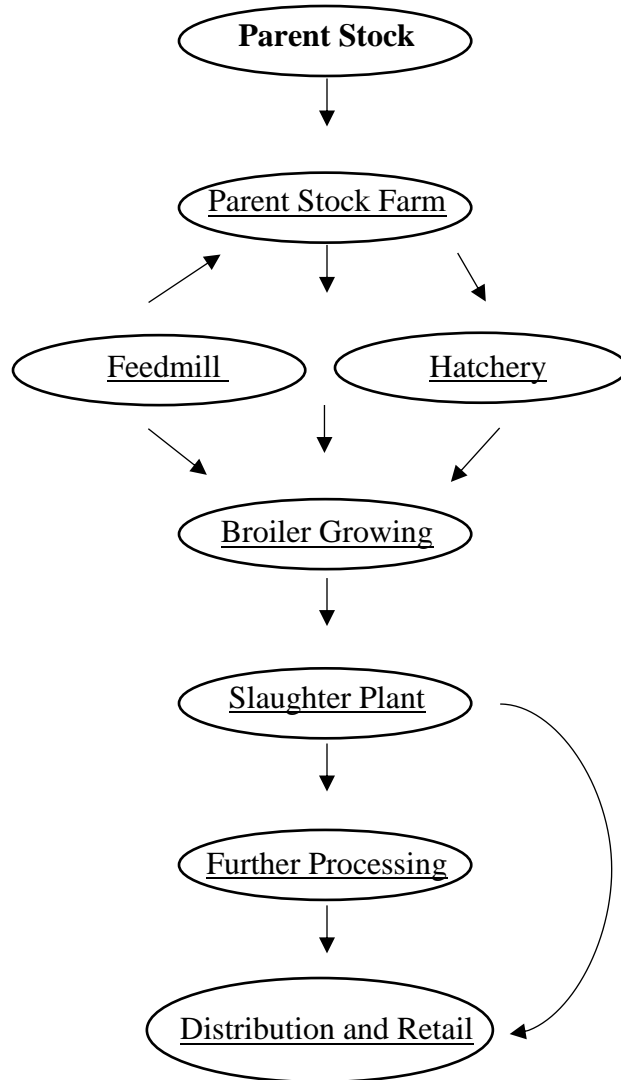 Parent Stock
Parent Stock Farm
Feedmill
Hatchery
Broiler Growing
Slaughter Plant
Further Processing
Distribution and Retail